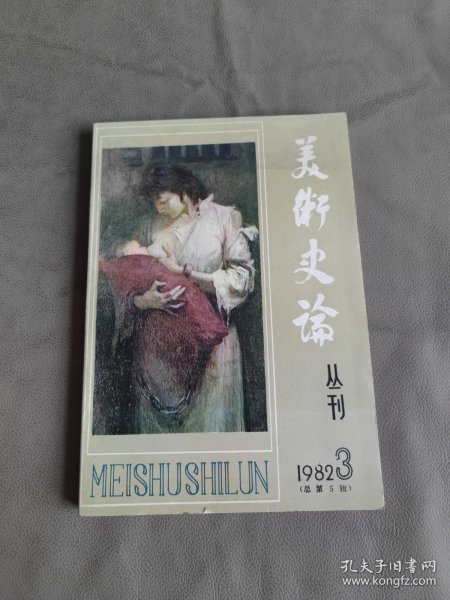 美術史論
丛刊
1982 3
(总第5辑)
MEISHUSHILUN
孔夫子旧书网
www.kongfz.com